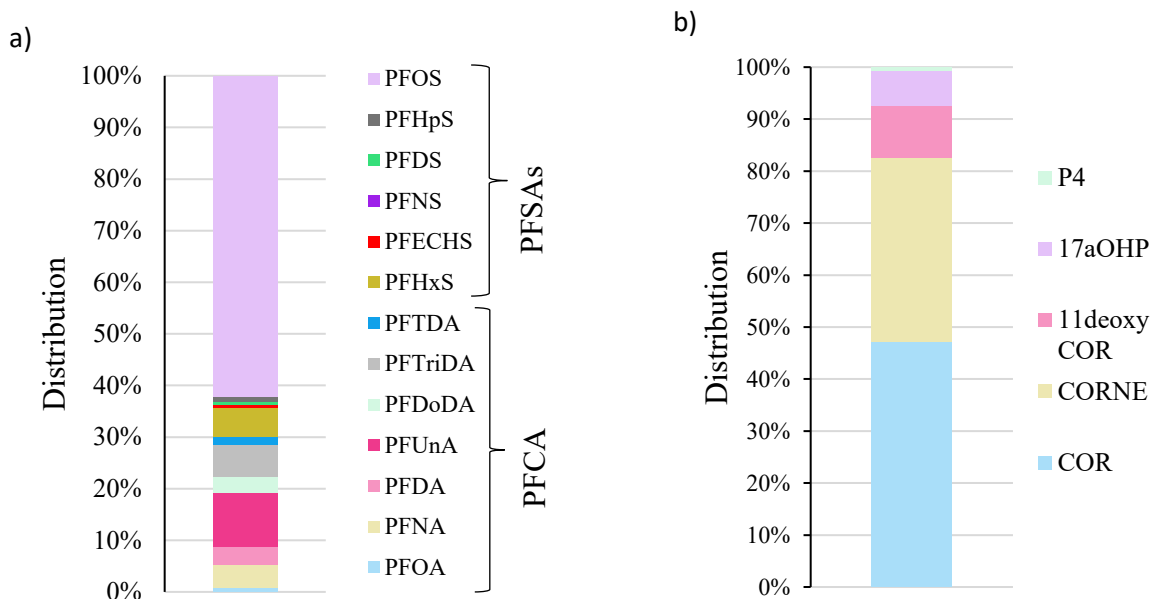 a)
100%
90%
80%
70%
60%
50%
40%
30%
20%
10%
0%
Distribution
PFOS
PFHpS
PFDS
PFNS
PFECHS
PFHxS
PFTDA
PFTriDA
PFDoDA
PFUnA
PFDA
PFNA
PFOA
PFSAs
PFCA
b)
100%
90%
80%
70%
60%
50%
40%
30%
20%
10%
0%
Distribution
P4
17aOHP
11deoxy
COR
CORNE
COR